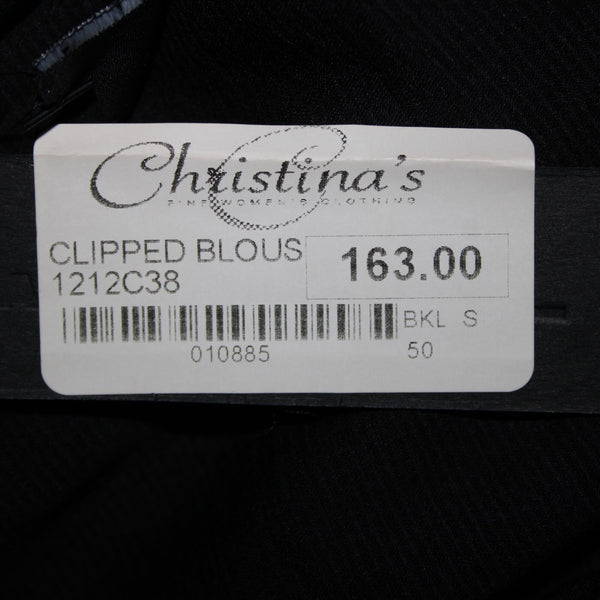 Christina's
FINE WOMEN'S CLOTHING
CLIPPED BLOUS
163.00
1212C38
BKL S
010885
50